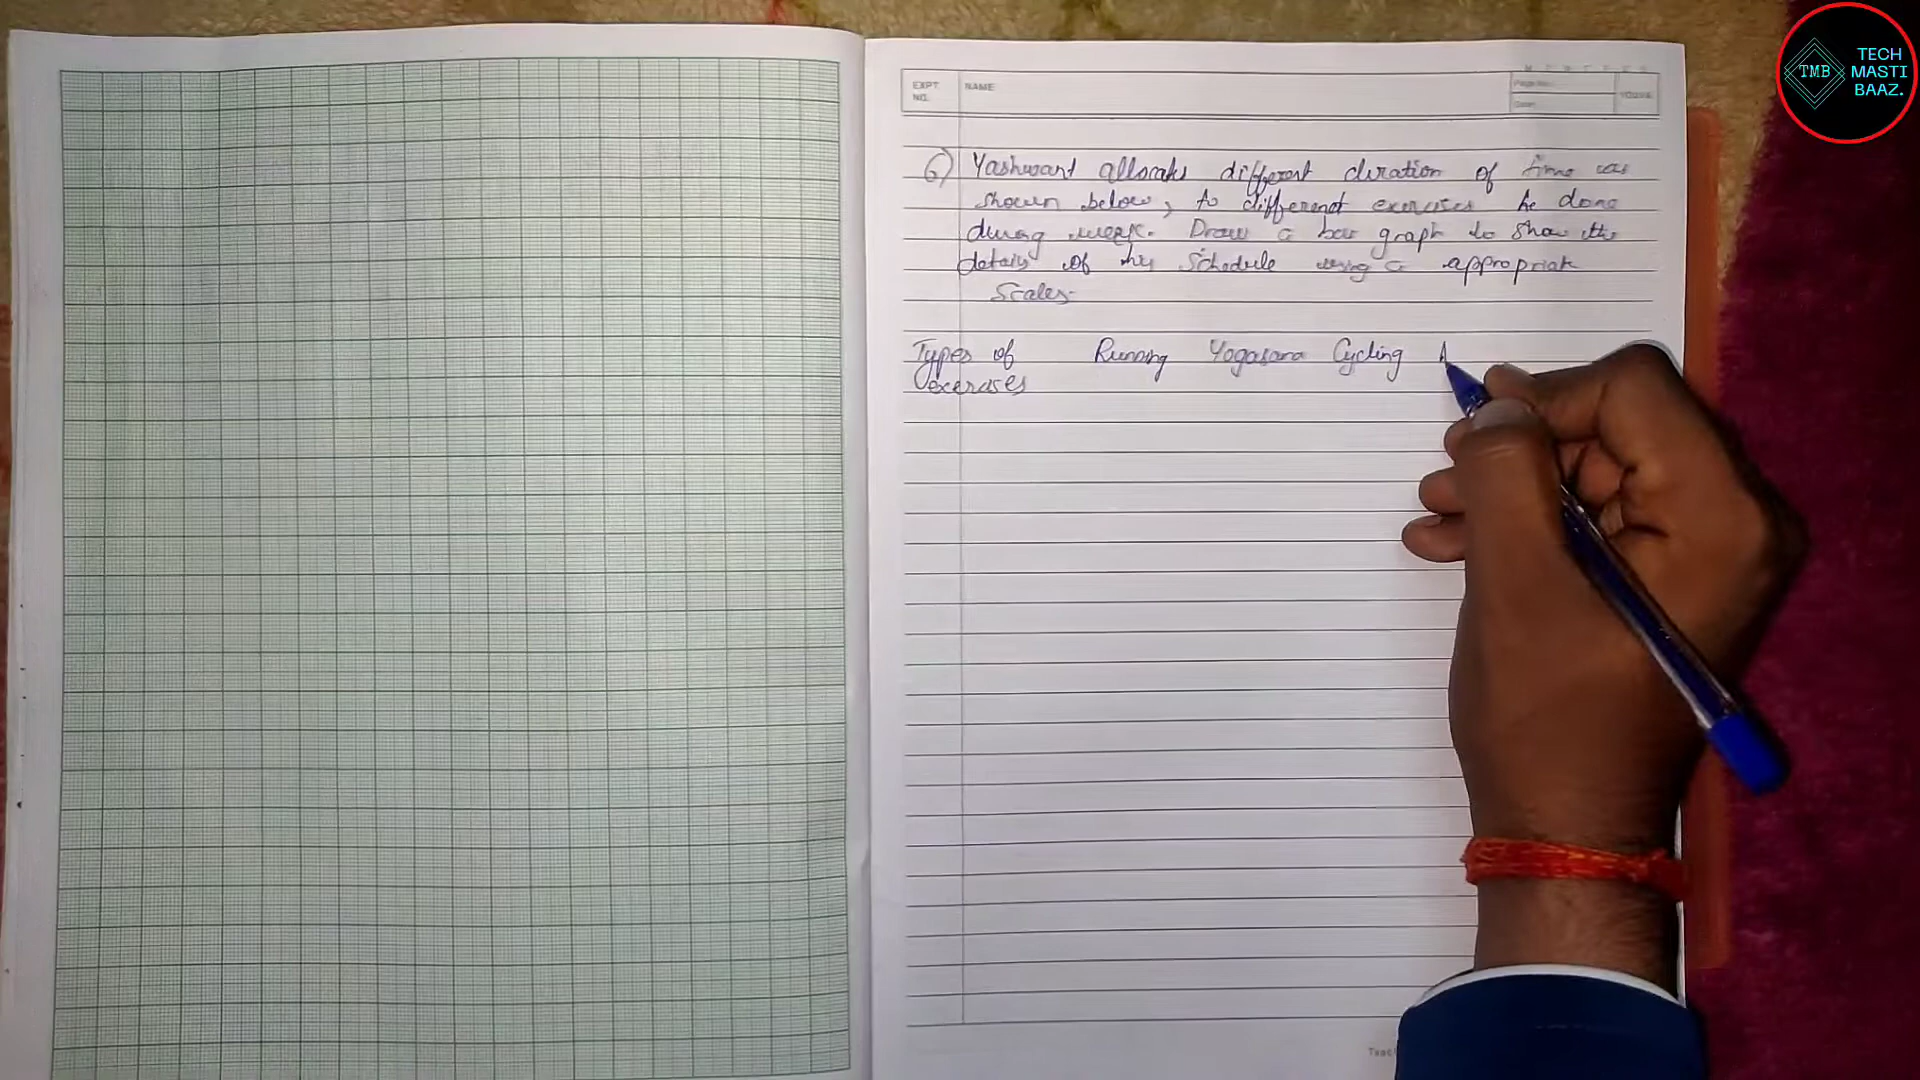 EXPT NAME
NO.
TMB
TECH
MASTI
BAAZ.
6) Yashwant allocates different duration of time as
shown below, to different exercises he done
during week. Draw a bar graph to show the
details of his schedule using a appropriate
Scales.
Types of Running Yogasana Cycling A
exercises